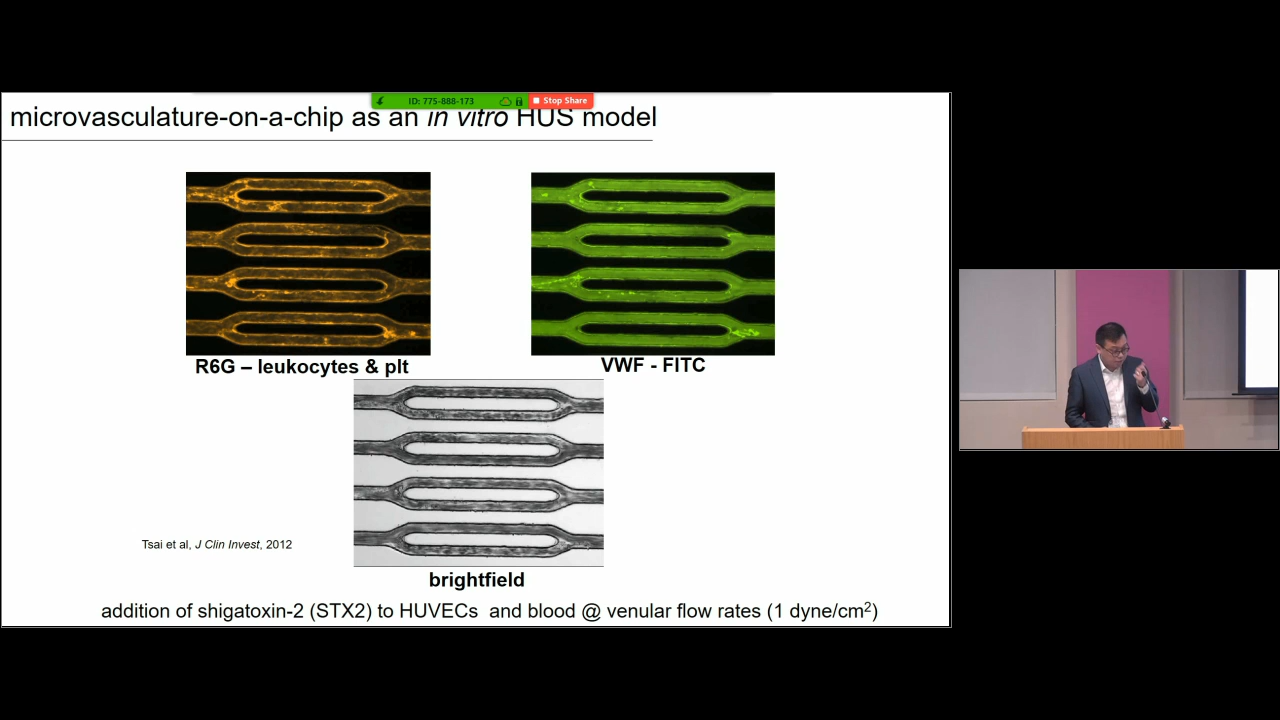 ID: 775-888-173 Stop Share
microvasculature-on-a-chip as an in vitro HUS model
R6G – leukocytes & plt
VWF - FITC
brightfield
Tsai et al, J Clin Invest, 2012
addition of shigatoxin-2 (STX2) to HUVECs and blood @ venular flow rates (1 dyne/cm²)